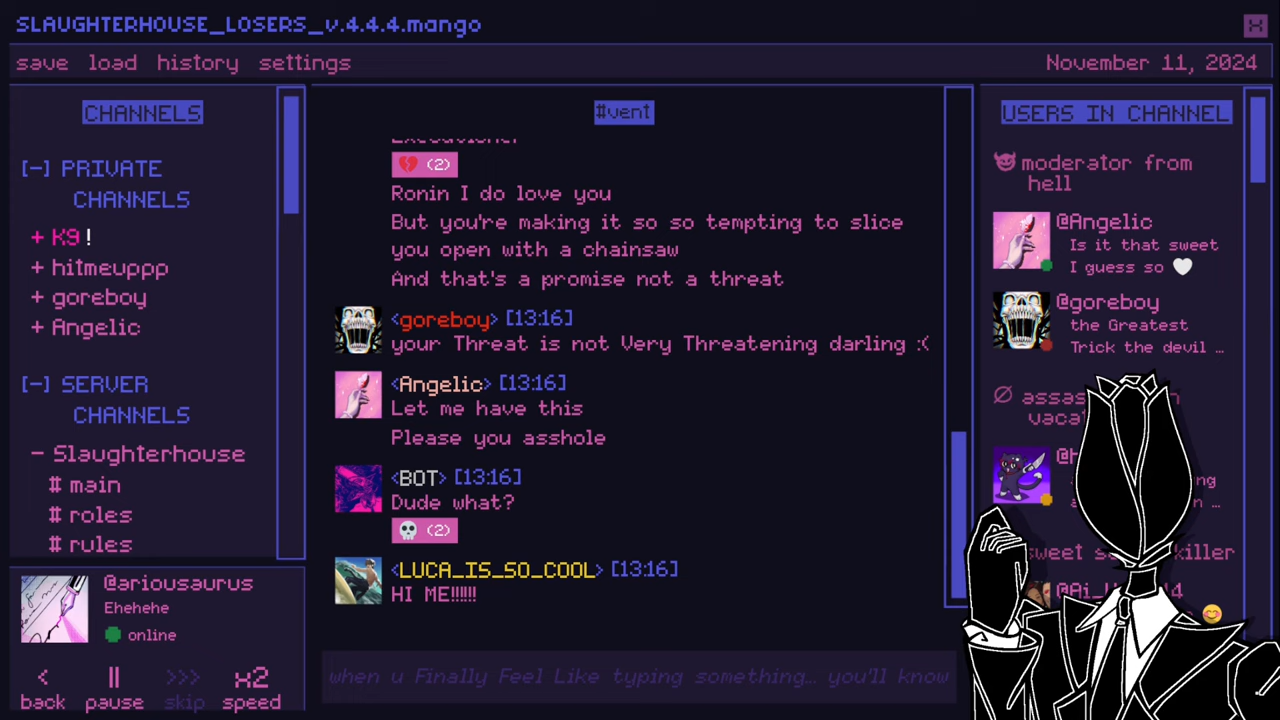 SLAUGHTERHOUSE_LOSERS_v.4.4.4.mango
x
save load history settings
November 11, 2024
CHANNELS
[-] PRIVATE
CHANNELS
+ K9 !
+ hitmeuppp
+ goreboy
+ Angelic
[-] SERVER
CHANNELS
- Slaughterhouse
# main
# roles
# rules
@ariousaurus
Ehehehe
online
< || >>> x2
back pause skip speed
#vent
Executioner
(2)
Ronin I do love you
But you're making it so so tempting to slice
you open with a chainsaw
And that's a promise not a threat
<goreboy> [13:16]
your Threat is not Very Threatening darling :(
<Angelic> [13:16]
Let me have this
Please you asshole
<BOT> [13:16]
Dude what?
(2)
<LUCA_IS_SO_COOL> [13:16]
HI ME!!!!!!
when u Finally Feel Like typing something... you'll know
USERS IN CHANNEL
moderator from
hell
@Angelic
Is it that sweet
I guess so
@goreboy
the Greatest
Trick the devil ...
sweet
killer